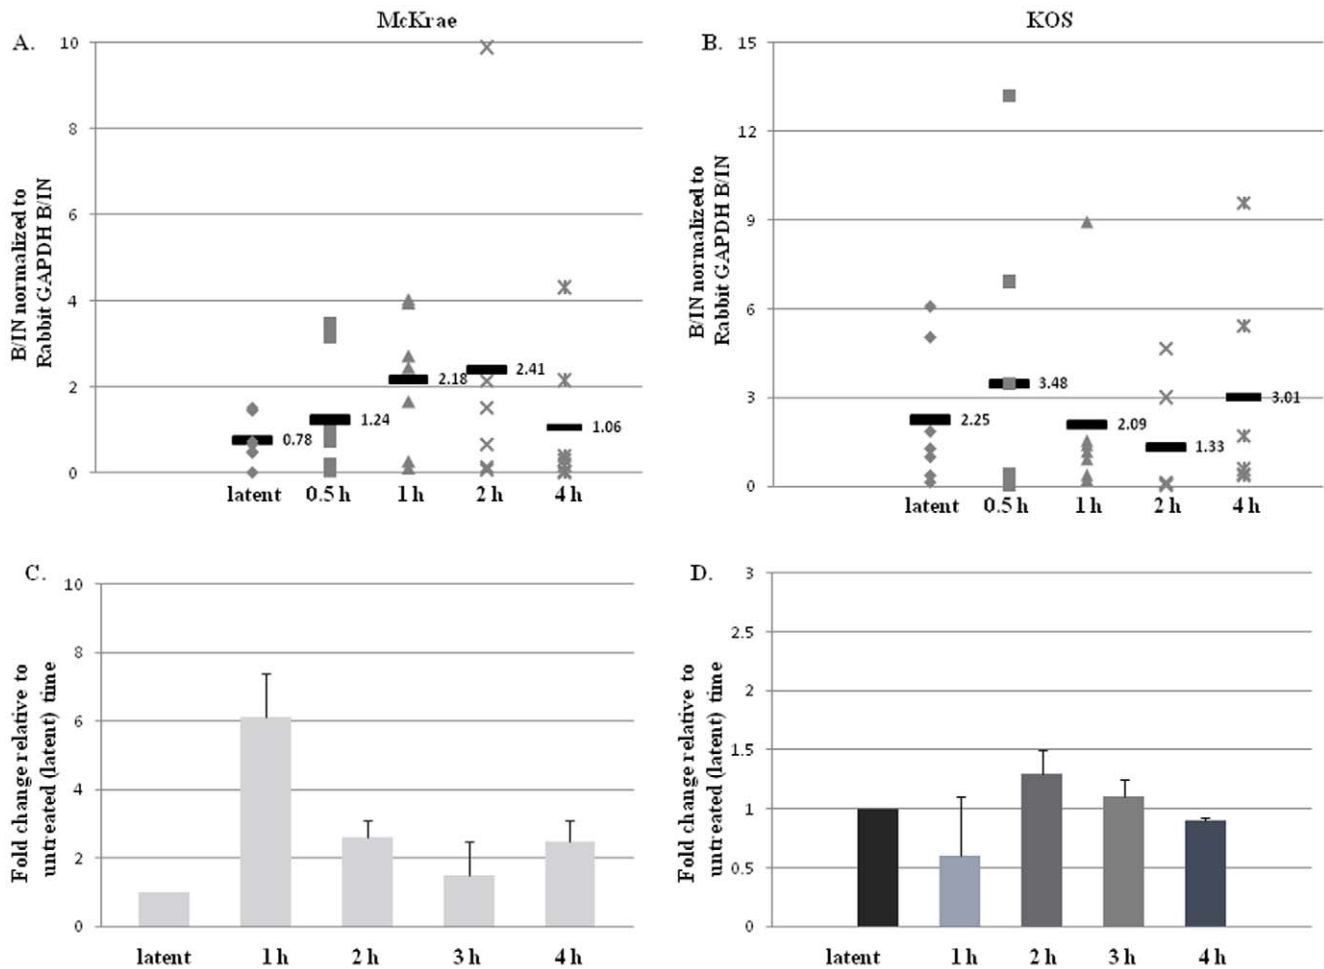 McKrae
A.
10
8
6
4
2
0
B/IN normalized to
Rabbit GAPDH B/IN
0.78
1.24
2.18
2.41
1.06
latent 0.5 h 1 h 2 h 4 h
KOS
B.
15
12
9
6
3
0
B/IN normalized to
Rabbit GAPDH B/IN
2.25
3.48
2.09
1.33
3.01
latent 0.5 h 1 h 2 h 4 h
C.
10
8
6
4
2
0
Fold change relative to
untreated (latent) time
latent 1 h 2 h 3 h 4 h
D.
3
2.5
2
1.5
1
0.5
0
Fold change relative to
untreated (latent) time
latent 1 h 2 h 3 h 4 h